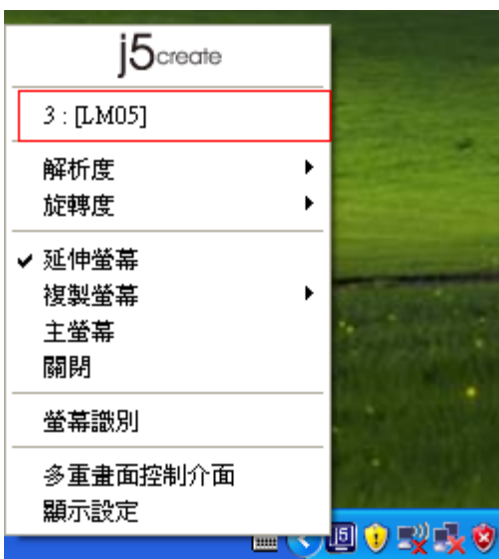 j5create
3 : [LM05]
解析度
旋轉度
延伸螢幕
複製螢幕
主螢幕
關閉
螢幕識別
多重畫面控制介面
顯示設定
j5